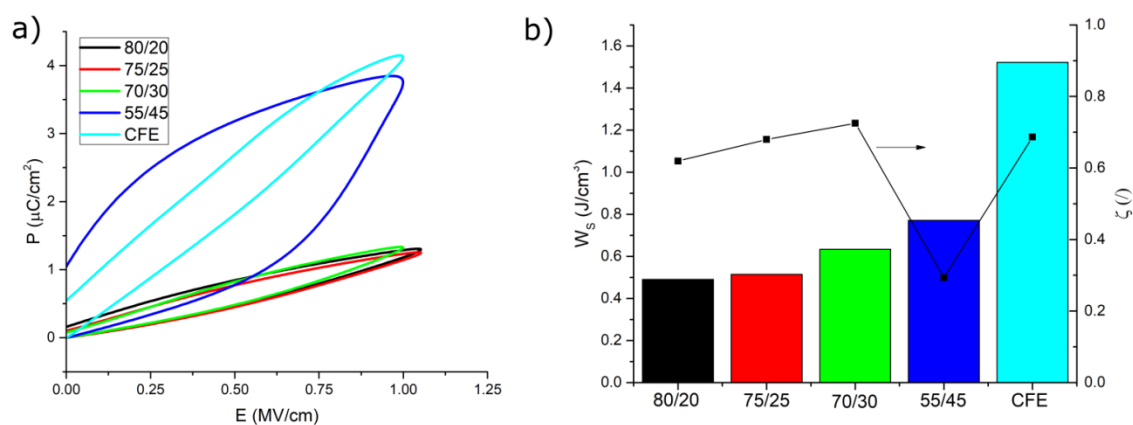 a)
80/20
75/25
70/30
55/45
CFE
P (μC/cm²)
4
3
2
1
0
0.00 0.25 0.50 0.75 1.00 1.25
E (MV/cm)
b)
W_S (J/cm³)
1.6
1.4
1.2
1.0
0.8
0.6
0.4
0.2
0.0
80/20 75/25 70/30 55/45 CFE
1.0
0.8
0.6
0.4
0.2
0.0
ζ (/)